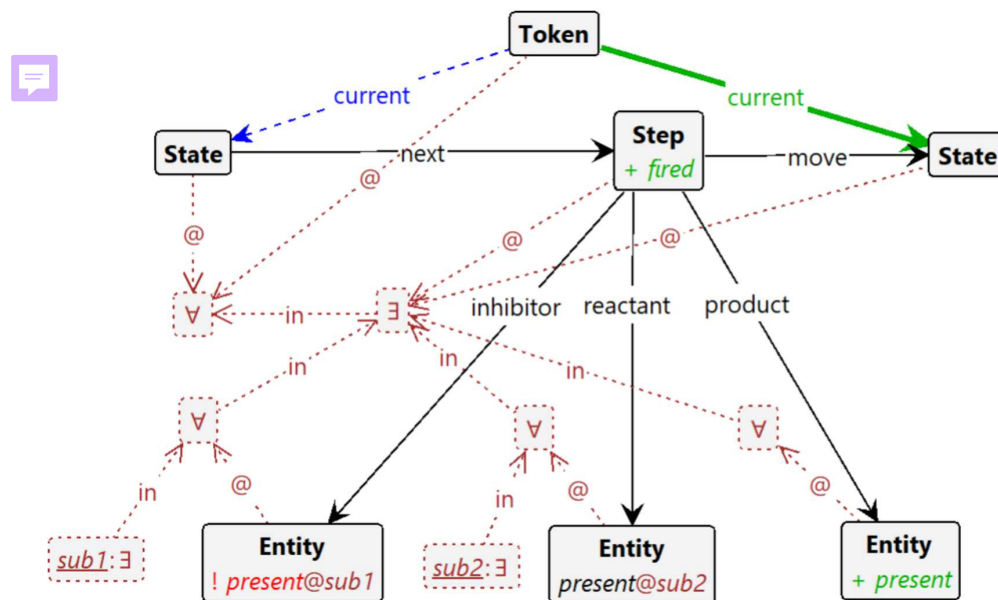 Token
current
current
State
next
Step
+ fired
move
State
@
@
@
@
∀
in
∃
inhibitor
reactant
product
in
in
in
∀
∀
∀
in
@
in
@
@
sub1:∃
Entity
! present@sub1
sub2:∃
Entity
present@sub2
Entity
+ present